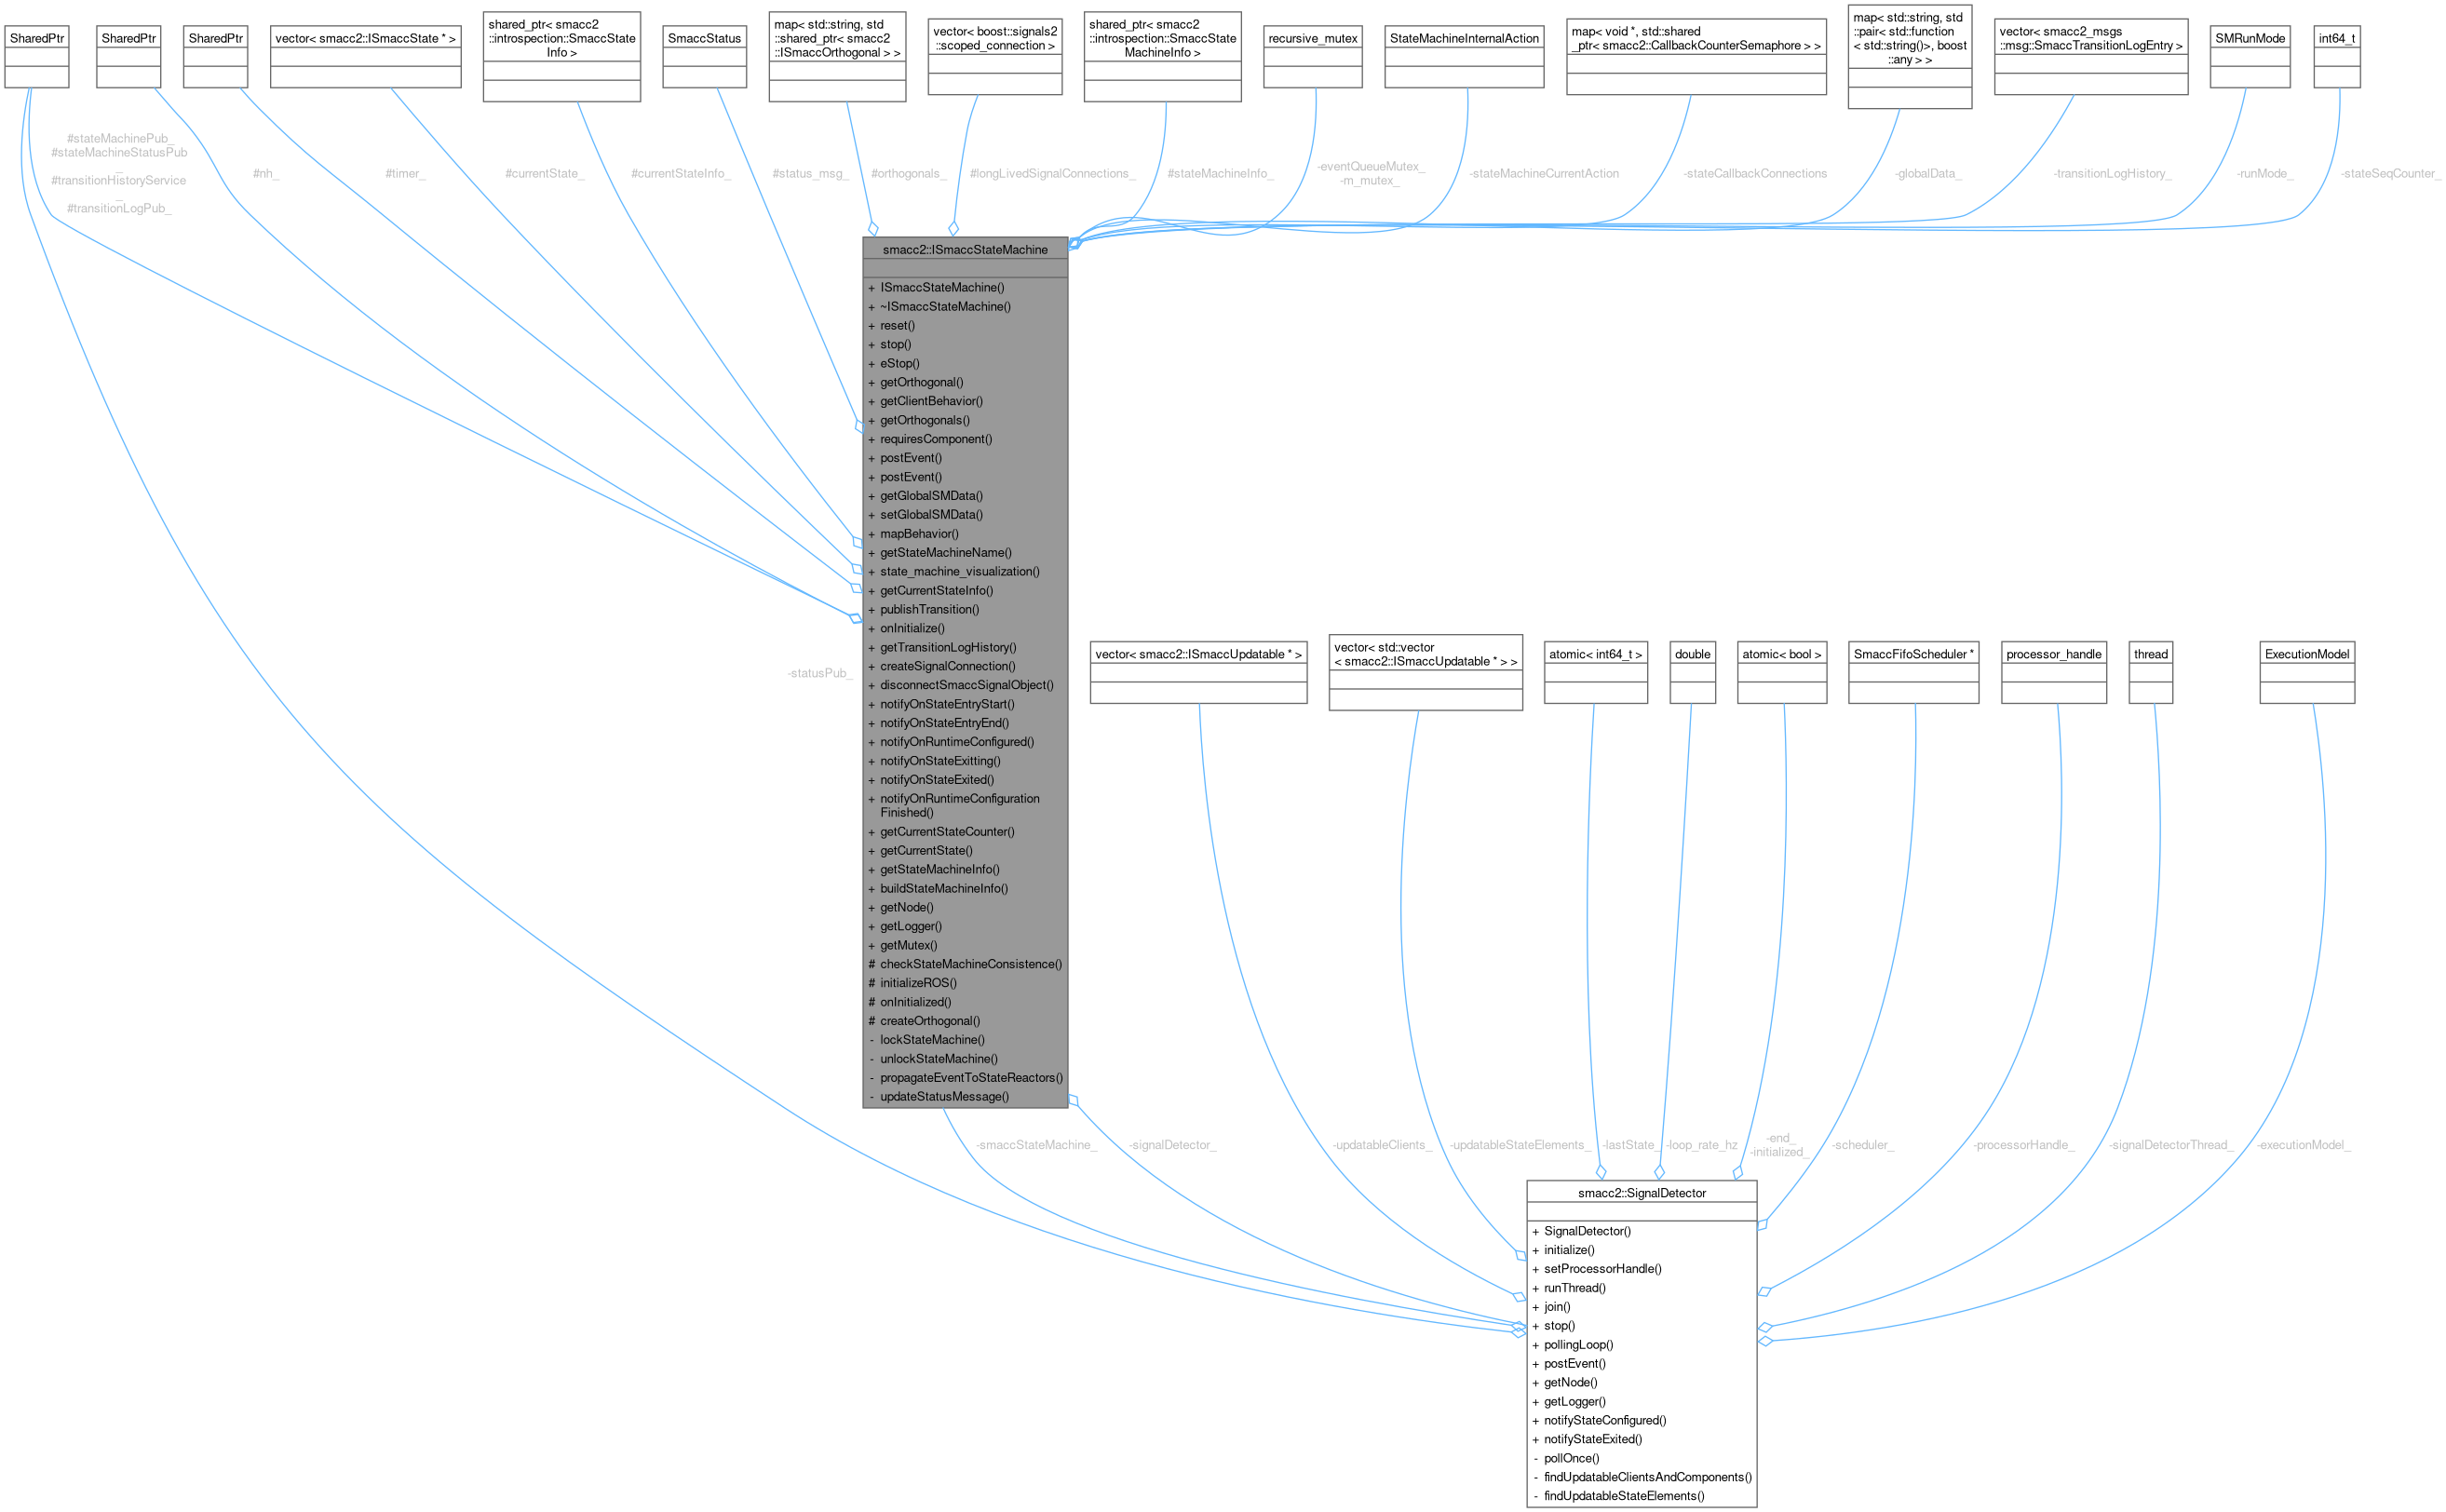 SharedPtr
SharedPtr
SharedPtr
vector< smacc2::ISmaccState * >
shared_ptr< smacc2
::introspection::SmaccState
Info >
SmaccStatus
map< std::string, std
::shared_ptr< smacc2
::ISmaccOrthogonal > >
vector< boost::signals2
::scoped_connection >
shared_ptr< smacc2
::introspection::SmaccState
MachineInfo >
recursive_mutex
StateMachineInternalAction
map< void *, std::shared
_ptr< smacc2::CallbackCounterSemaphore > >
map< std::string, std
::pair< std::function
< std::string()>, boost
::any > >
vector< smacc2_msgs
::msg::SmaccTransitionLogEntry >
SMRunMode
int64_t
#stateMachinePub_
#stateMachineStatusPub
_
#transitionHistoryService
_
#transitionLogPub_
#nh_
#timer_
#currentState_
#currentStateInfo_
#status_msg_
#orthogonals_
#longLivedSignalConnections_
#stateMachineInfo_
-eventQueueMutex_
-m_mutex_
-stateMachineCurrentAction
-stateCallbackConnections
-globalData_
-transitionLogHistory_
-runMode_
-stateSeqCounter_
smacc2::ISmaccStateMachine
+ ISmaccStateMachine()
+ ~ISmaccStateMachine()
+ reset()
+ stop()
+ eStop()
+ getOrthogonal()
+ getClientBehavior()
+ getOrthogonals()
+ requiresComponent()
+ postEvent()
+ postEvent()
+ getGlobalSMData()
+ setGlobalSMData()
+ mapBehavior()
+ getStateMachineName()
+ state_machine_visualization()
+ getCurrentStateInfo()
+ publishTransition()
+ onInitialize()
+ getTransitionLogHistory()
+ createSignalConnection()
+ disconnectSmaccSignalObject()
+ notifyOnStateEntryStart()
+ notifyOnStateEntryEnd()
+ notifyOnRuntimeConfigured()
+ notifyOnStateExitting()
+ notifyOnStateExited()
+ notifyOnRuntimeConfiguration
Finished()
+ getCurrentStateCounter()
+ getCurrentState()
+ getStateMachineInfo()
+ buildStateMachineInfo()
+ getNode()
+ getLogger()
+ getMutex()
# checkStateMachineConsistence()
# initializeROS()
# onInitialized()
# createOrthogonal()
- lockStateMachine()
- unlockStateMachine()
- propagateEventToStateReactors()
- updateStatusMessage()
-statusPub_
vector< smacc2::ISmaccUpdatable * >
vector< std::vector
< smacc2::ISmaccUpdatable * > >
atomic< int64_t >
double
atomic< bool >
SmaccFifoScheduler *
processor_handle
thread
ExecutionModel
-smaccStateMachine_
-signalDetector_
-updatableClients_
-updatableStateElements_
-lastState_
-loop_rate_hz
-end_
-initialized_
-scheduler_
-processorHandle_
-signalDetectorThread_
-executionModel_
smacc2::SignalDetector
+ SignalDetector()
+ initialize()
+ setProcessorHandle()
+ runThread()
+ join()
+ stop()
+ pollingLoop()
+ postEvent()
+ getNode()
+ getLogger()
+ notifyStateConfigured()
+ notifyStateExited()
- pollOnce()
- findUpdatableClientsAndComponents()
- findUpdatableStateElements()